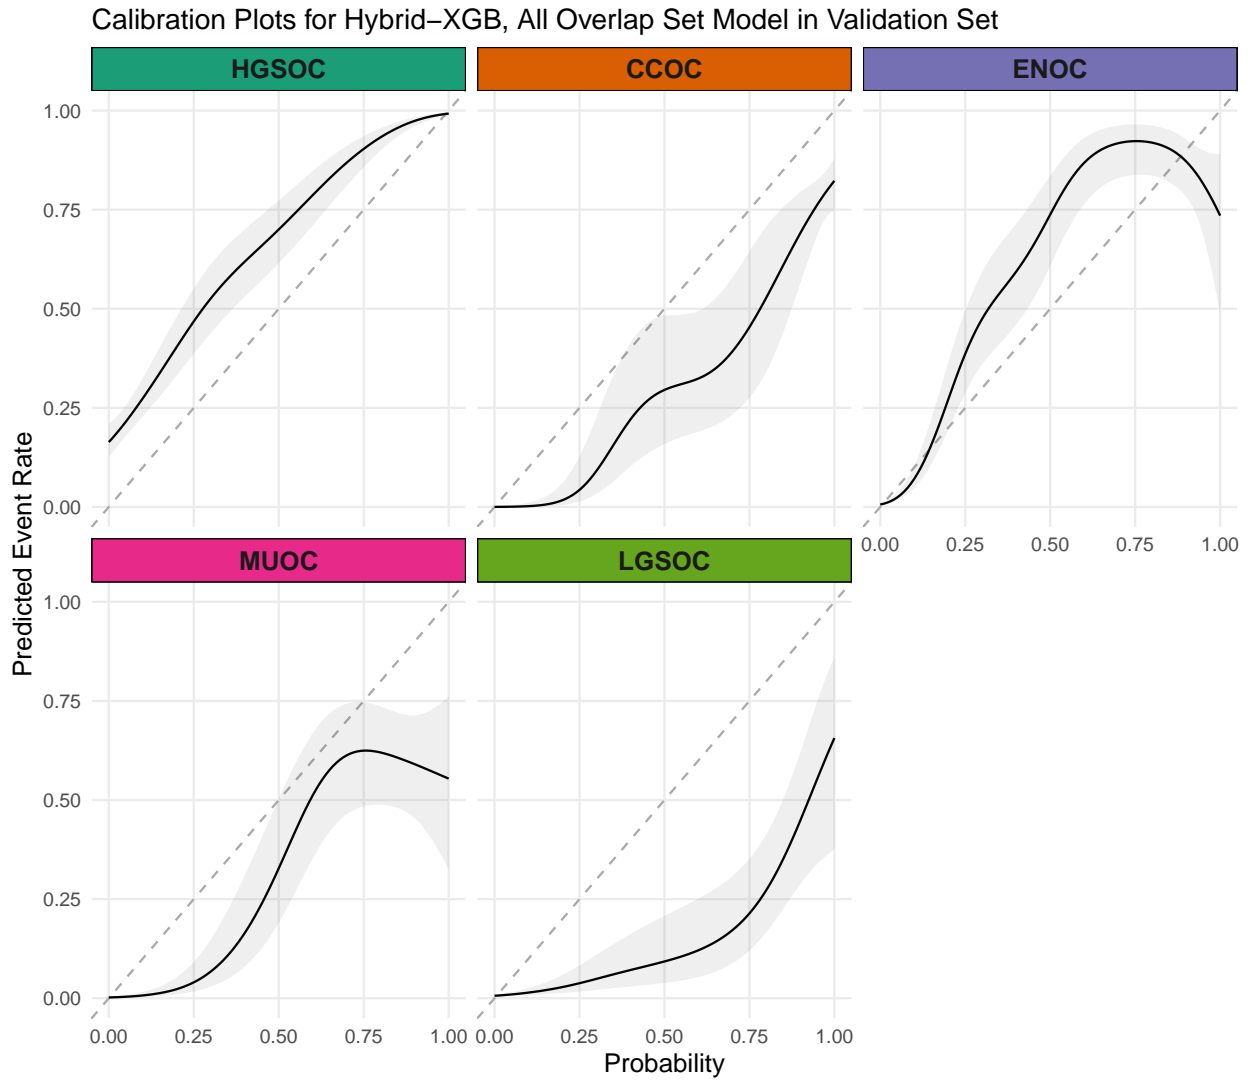 Calibration Plots for Hybrid−XGB, All Overlap Set Model in Validation Set
HGSOC
CCOC
ENOC
1.00
0.75
0.50
0.25
0.00
0.00 0.25 0.50 0.75 1.00
MUOC
LGSOC
1.00
0.75
0.50
0.25
0.00
0.00 0.25 0.50 0.75 1.00
0.00 0.25 0.50 0.75 1.00
Predicted Event Rate
Probability